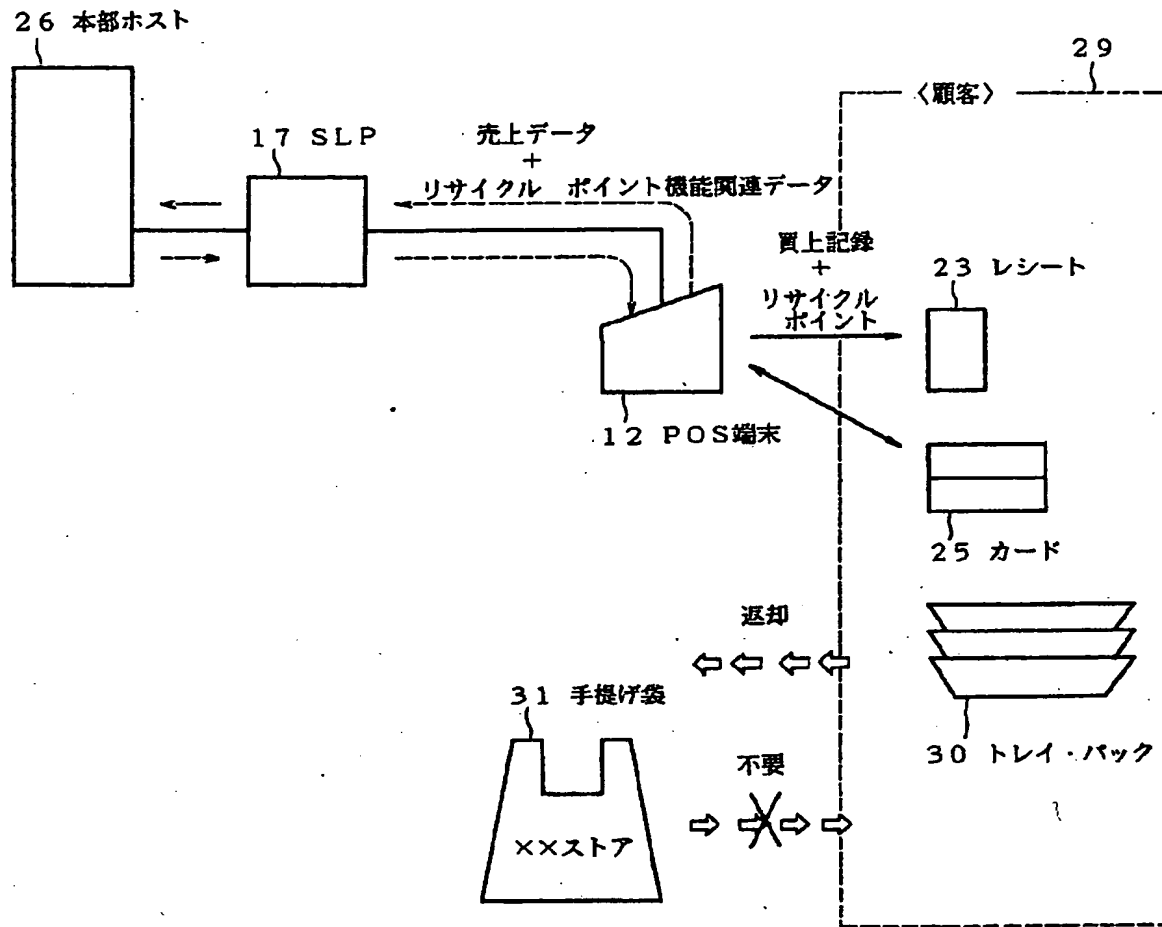 26 本部ホスト
29
〈顧客〉
17 SLP
売上データ
+
リサイクル ポイント機能関連データ
買上記録
+
リサイクル
ポイント
23 レシート
12 POS端末
25 カード
返却
31 手提げ袋
30 トレイ・パック
不要
××ストア